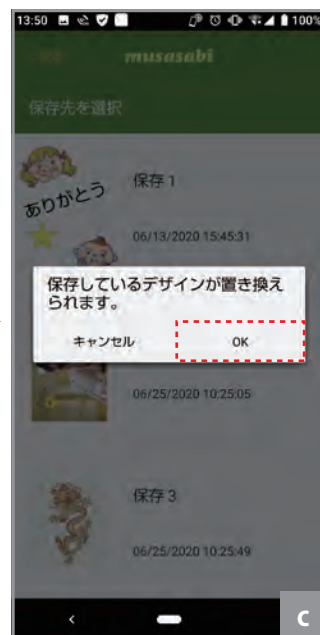 13:50
100%
musasabi
保存先を選択
ありがとう
保存 1
06/13/2020 15:45:31
保存しているデザインが置き換え
られます。
キャンセル
OK
06/25/2020 10:25:05
保存 3
06/25/2020 10:25:49
C